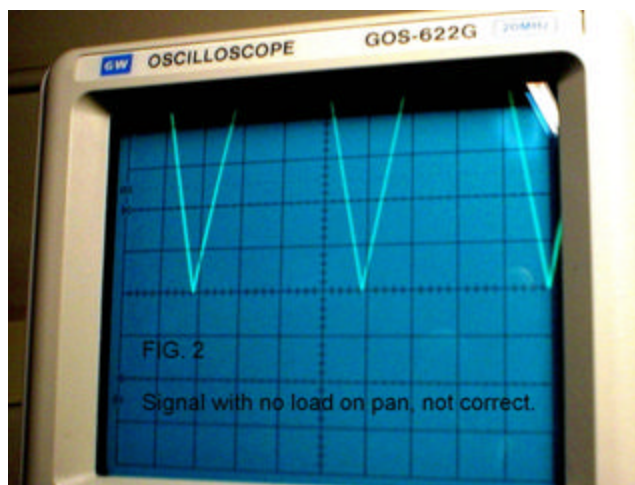 GW OSCILLOSCOPE GOS-622G 20MHz
FIG. 2
Signal with no load on pan, not correct.